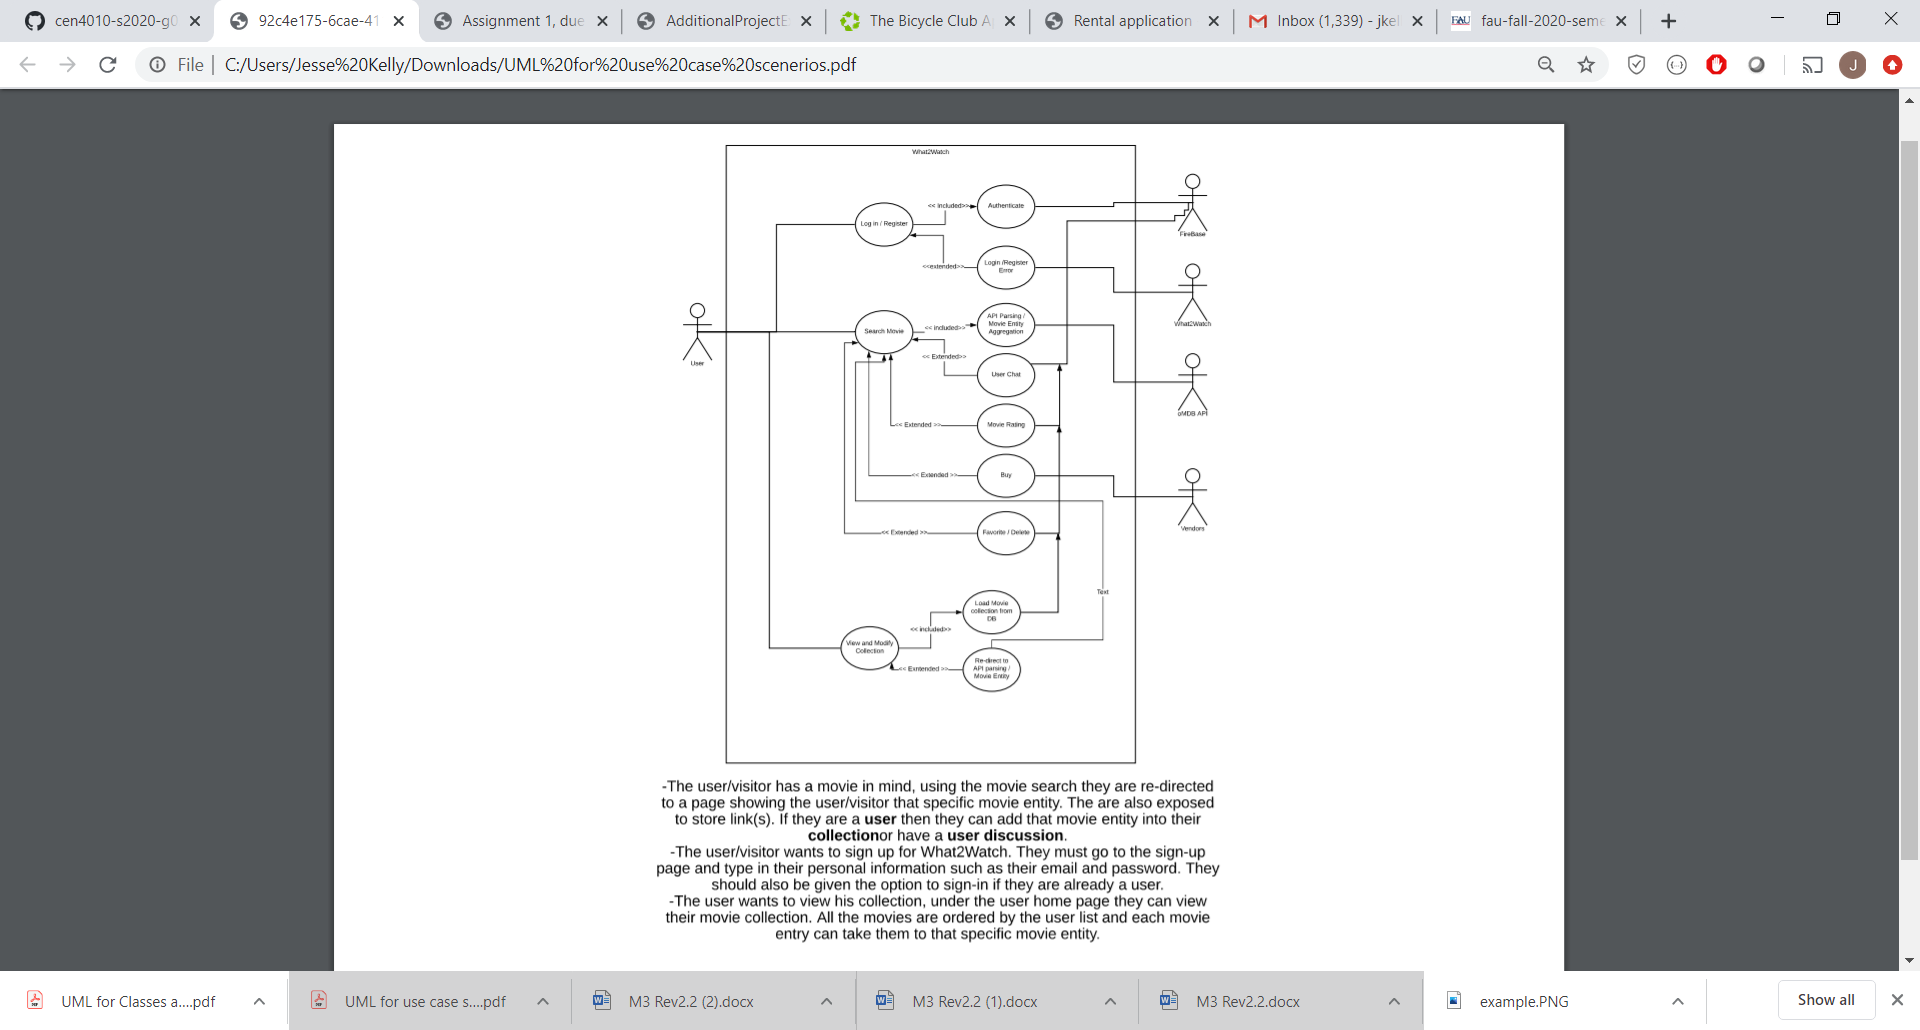 cen4010-s2020-g0
92c4e175-6cae-41
Assignment 1, due
AdditionalProjectE
The Bicycle Club A
Rental application
Inbox (1,339) - jkel
FAU fau-fall-2020-seme
File C:/Users/Jesse%20Kelly/Downloads/UML%20for%20use%20case%20scenerios.pdf J
What2Watch
<< Included>> Authenticate
Log in / Register
FireBase
<<extended>> Login /Register
Error
API Parsing /
Movie Entity
Aggregation
What2Watch
Search Movie << included>>
<< Extended>>
User
User Chat
oMDB API
<< Extended >> Movie Rating
<< Extended >> Buy
Vendors
<< Extended >> Favorite / Delete
Text
Load Movie
collection from
DB
<< included>>
View and Modify
Collection
<< Exntended >> Re-direct to
API parsing /
Movie Entity
-The user/visitor has a movie in mind, using the movie search they are re-directed
to a page showing the user/visitor that specific movie entity. The are also exposed
to store link(s). If they are a user then they can add that movie entity into their
collectionor have a user discussion.
-The user/visitor wants to sign up for What2Watch. They must go to the sign-up
page and type in their personal information such as their email and password. They
should also be given the option to sign-in if they are already a user.
-The user wants to view his collection, under the user home page they can view
their movie collection. All the movies are ordered by the user list and each movie
entry can take them to that specific movie entity.
UML for Classes a....pdf
UML for use case s....pdf
M3 Rev2.2 (2).docx
M3 Rev2.2 (1).docx
M3 Rev2.2.docx
example.PNG
Show all